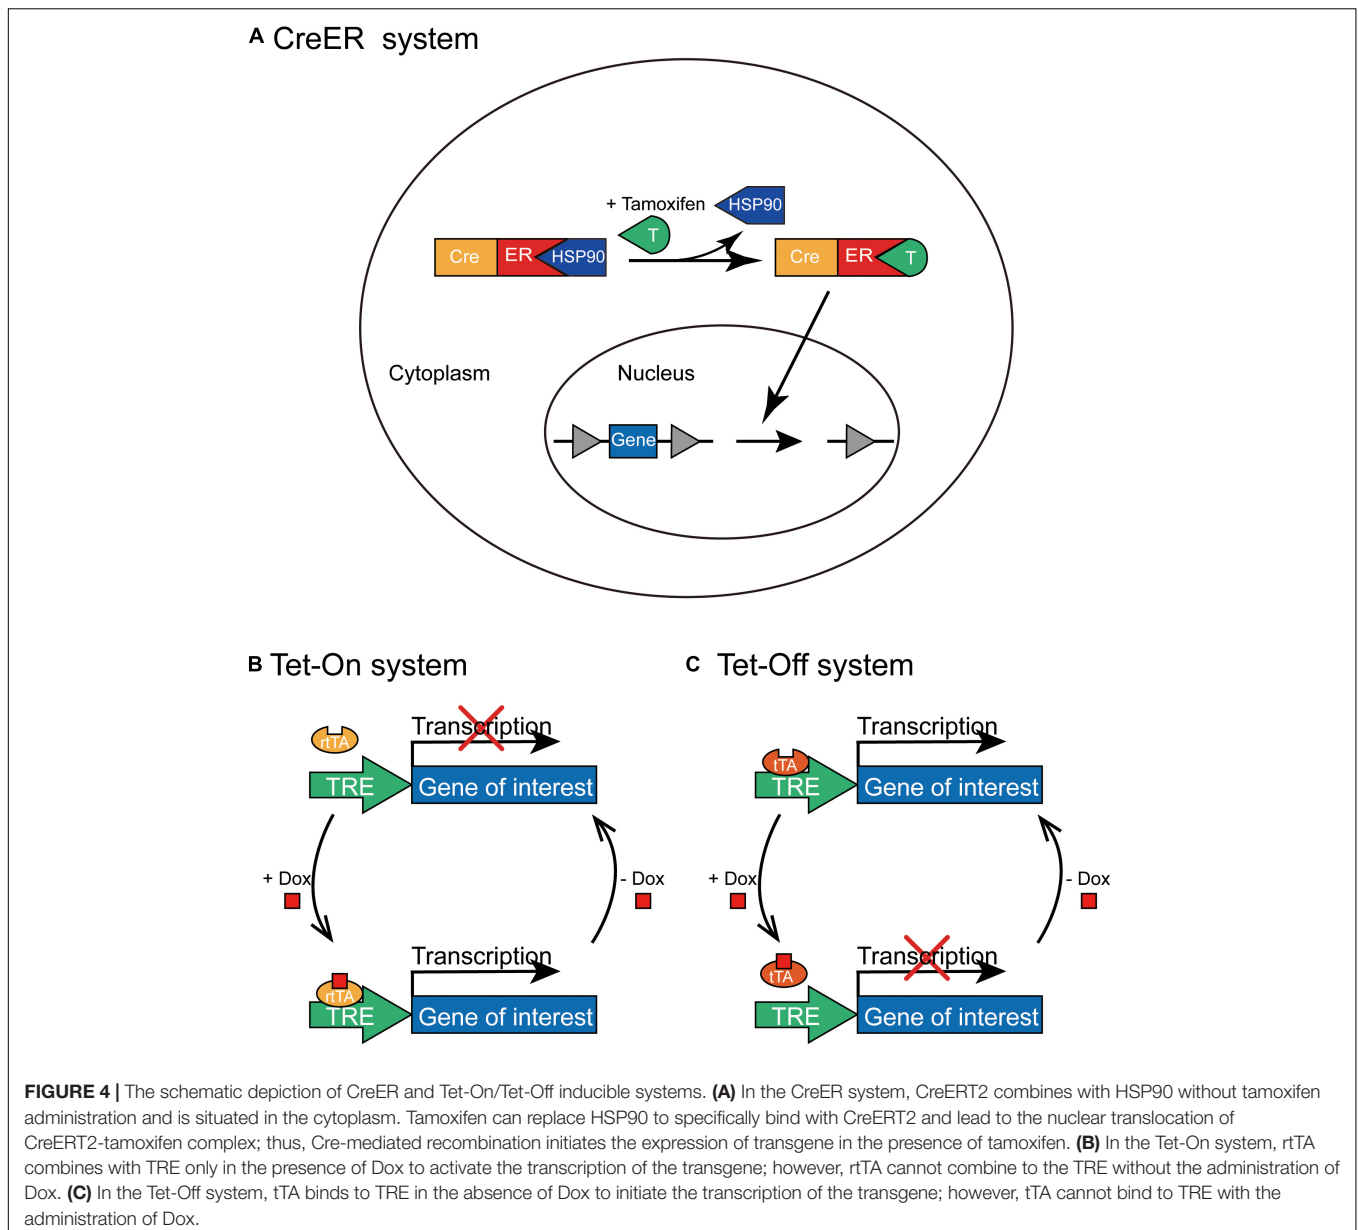 A CreER system
+ Tamoxifen
HSP90
T
Cre ER HSP90
Cre ER T
Cytoplasm
Nucleus
Gene
B Tet-On system
Transcription
rtTA
TRE
Gene of interest
+ Dox
- Dox
Transcription
rtTA
TRE
Gene of interest
C Tet-Off system
Transcription
tTA
TRE
Gene of interest
+ Dox
- Dox
Transcription
tTA
TRE
Gene of interest
FIGURE 4 | The schematic depiction of CreER and Tet-On/Tet-Off inducible systems. (A) In the CreER system, CreERT2 combines with HSP90 without tamoxifen
administration and is situated in the cytoplasm. Tamoxifen can replace HSP90 to specifically bind with CreERT2 and lead to the nuclear translocation of
CreERT2-tamoxifen complex; thus, Cre-mediated recombination initiates the expression of transgene in the presence of tamoxifen. (B) In the Tet-On system, rtTA
combines with TRE only in the presence of Dox to activate the transcription of the transgene; however, rtTA cannot combine to the TRE without the administration of
Dox. (C) In the Tet-Off system, tTA binds to TRE in the absence of Dox to initiate the transcription of the transgene; however, tTA cannot bind to TRE with the
administration of Dox.